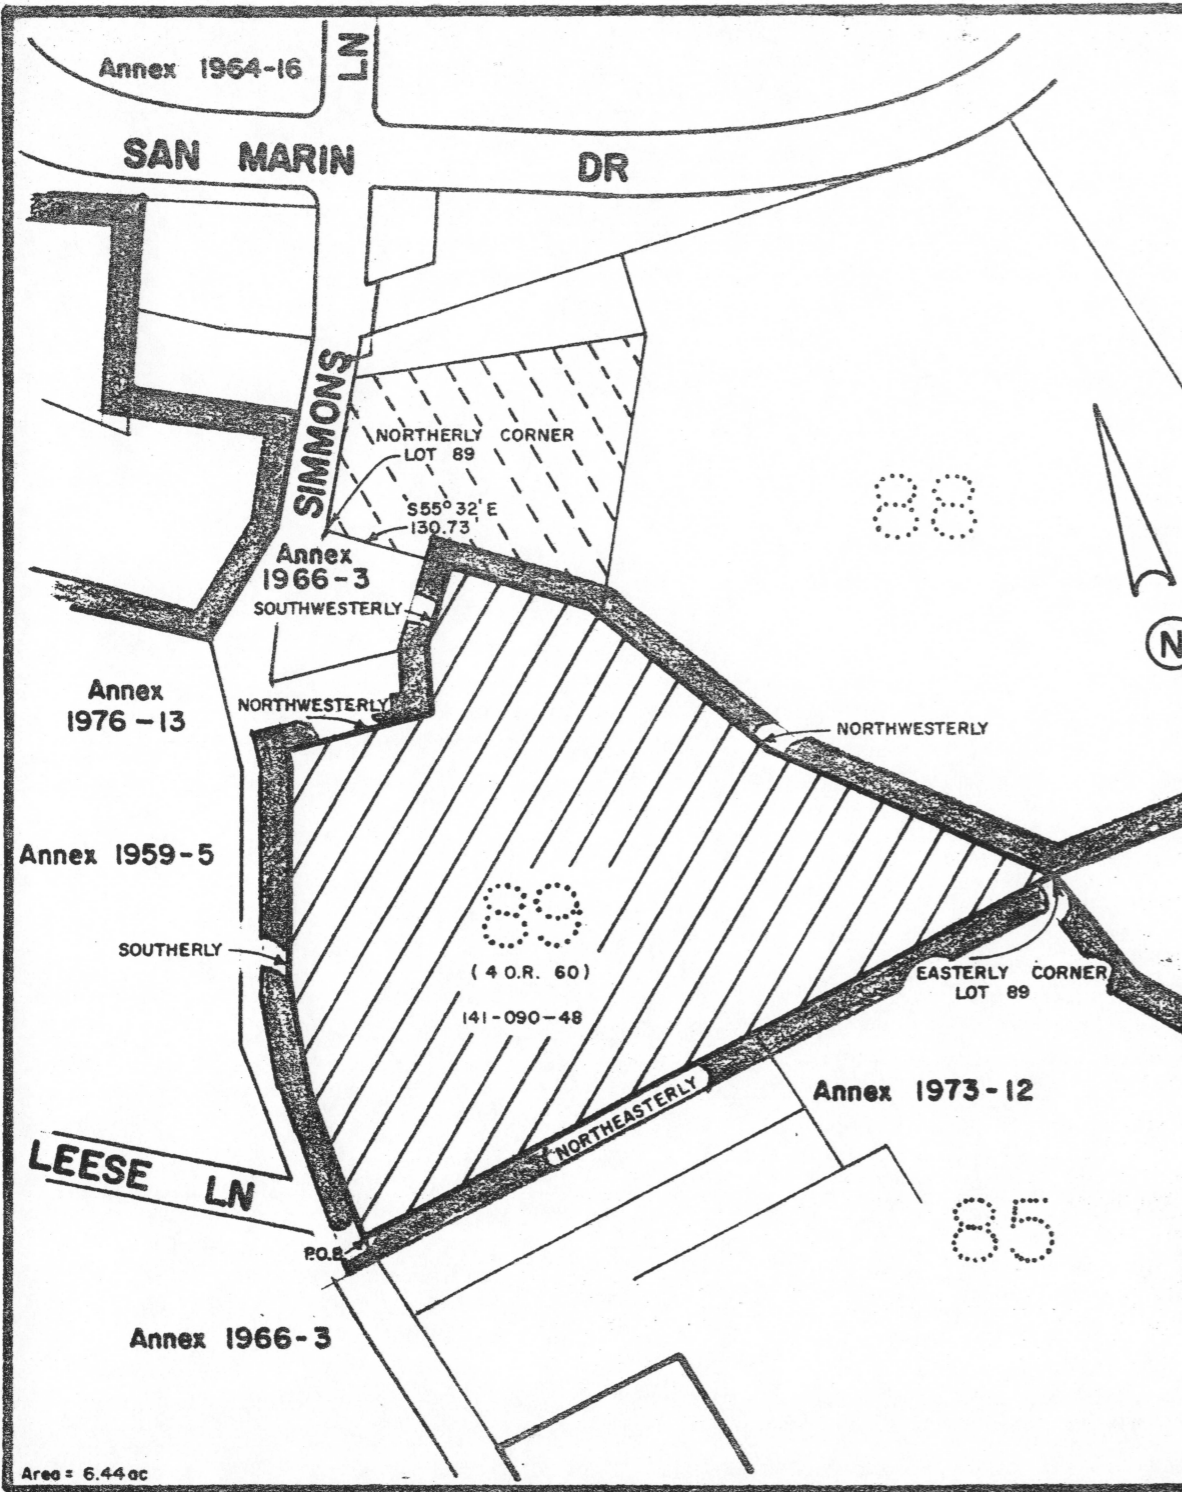 Annex 1964-16
LN
SAN MARIN DR
SIMMONS
NORTHERLY CORNER
LOT 89
S55° 32' E
130.73'
88
Annex
1966-3
SOUTHWESTERLY
N
Annex
1976-13
NORTHWESTERLY
NORTHWESTERLY
Annex 1959-5
89
SOUTHERLY
(4 O.R. 60)
EASTERLY CORNER
LOT 89
141-090-48
Annex 1973-12
NORTHEASTERLY
LEESE LN
85
P.O.B.
Annex 1966-3
Area = 6.44ac